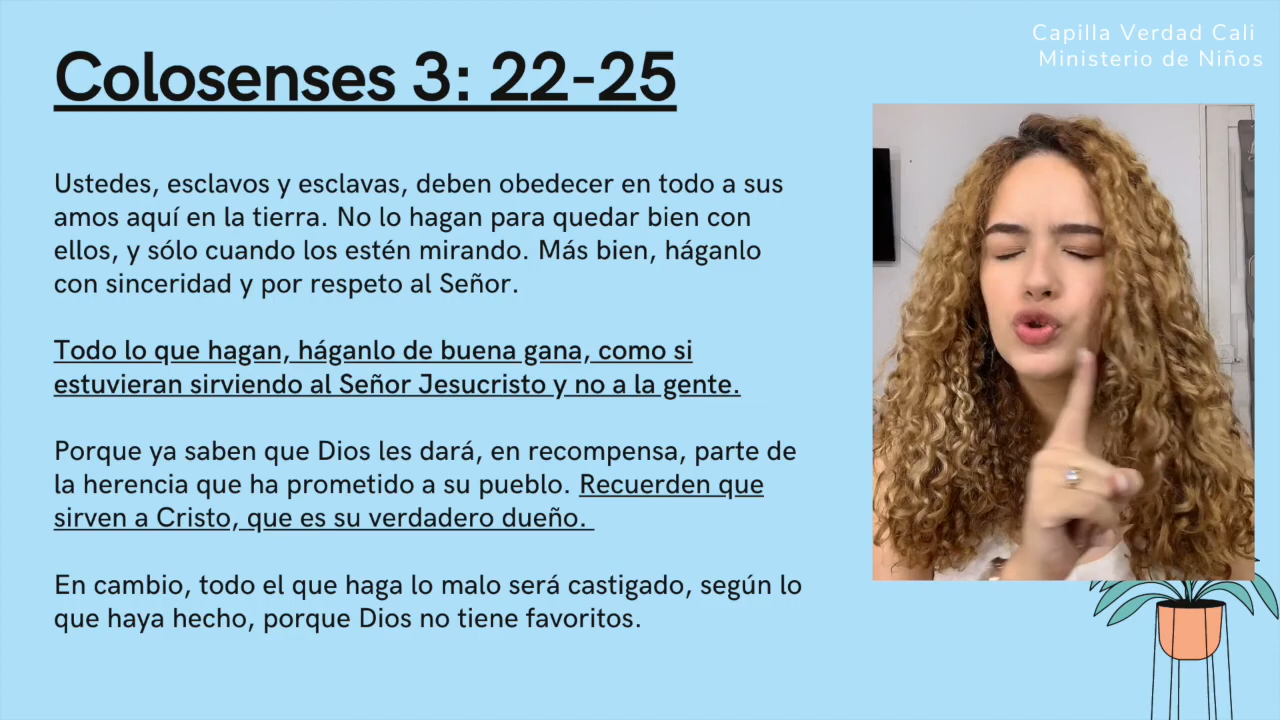 Capilla Verdad Cali
Ministerio de Niños
Colosenses 3: 22-25
Ustedes, esclavos y esclavas, deben obedecer en todo a sus
amos aquí en la tierra. No lo hagan para quedar bien con
ellos, y sólo cuando los estén mirando. Más bien, háganlo
con sinceridad y por respeto al Señor.
Todo lo que hagan, háganlo de buena gana, como si
estuvieran sirviendo al Señor Jesucristo y no a la gente.
Porque ya saben que Dios les dará, en recompensa, parte de
la herencia que ha prometido a su pueblo. Recuerden que
sirven a Cristo, que es su verdadero dueño.
En cambio, todo el que haga lo malo será castigado, según lo
que haya hecho, porque Dios no tiene favoritos.